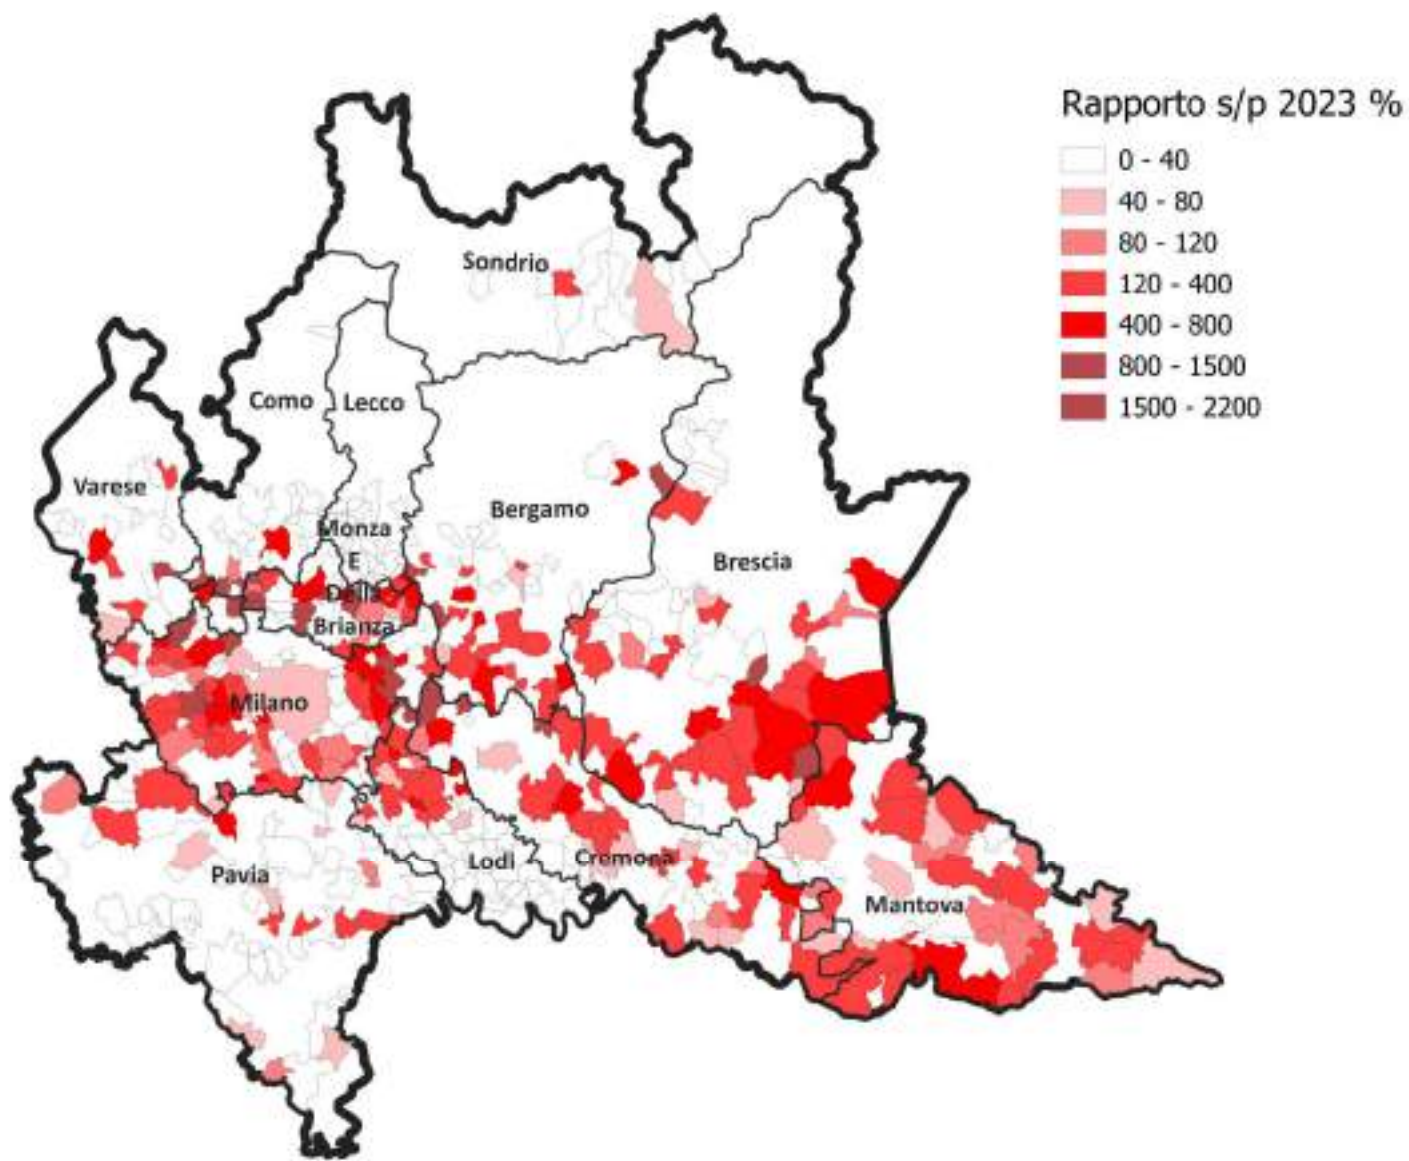 Rapporto s/p 2023 %
0 - 40
40 - 80
80 - 120
120 - 400
400 - 800
800 - 1500
1500 - 2200
Sondrio
Como
Lecco
Varese
Bergamo
Monza
E
Della
Brianza
Brescia
Milano
Pavia
Lodi
Cremona
Mantova